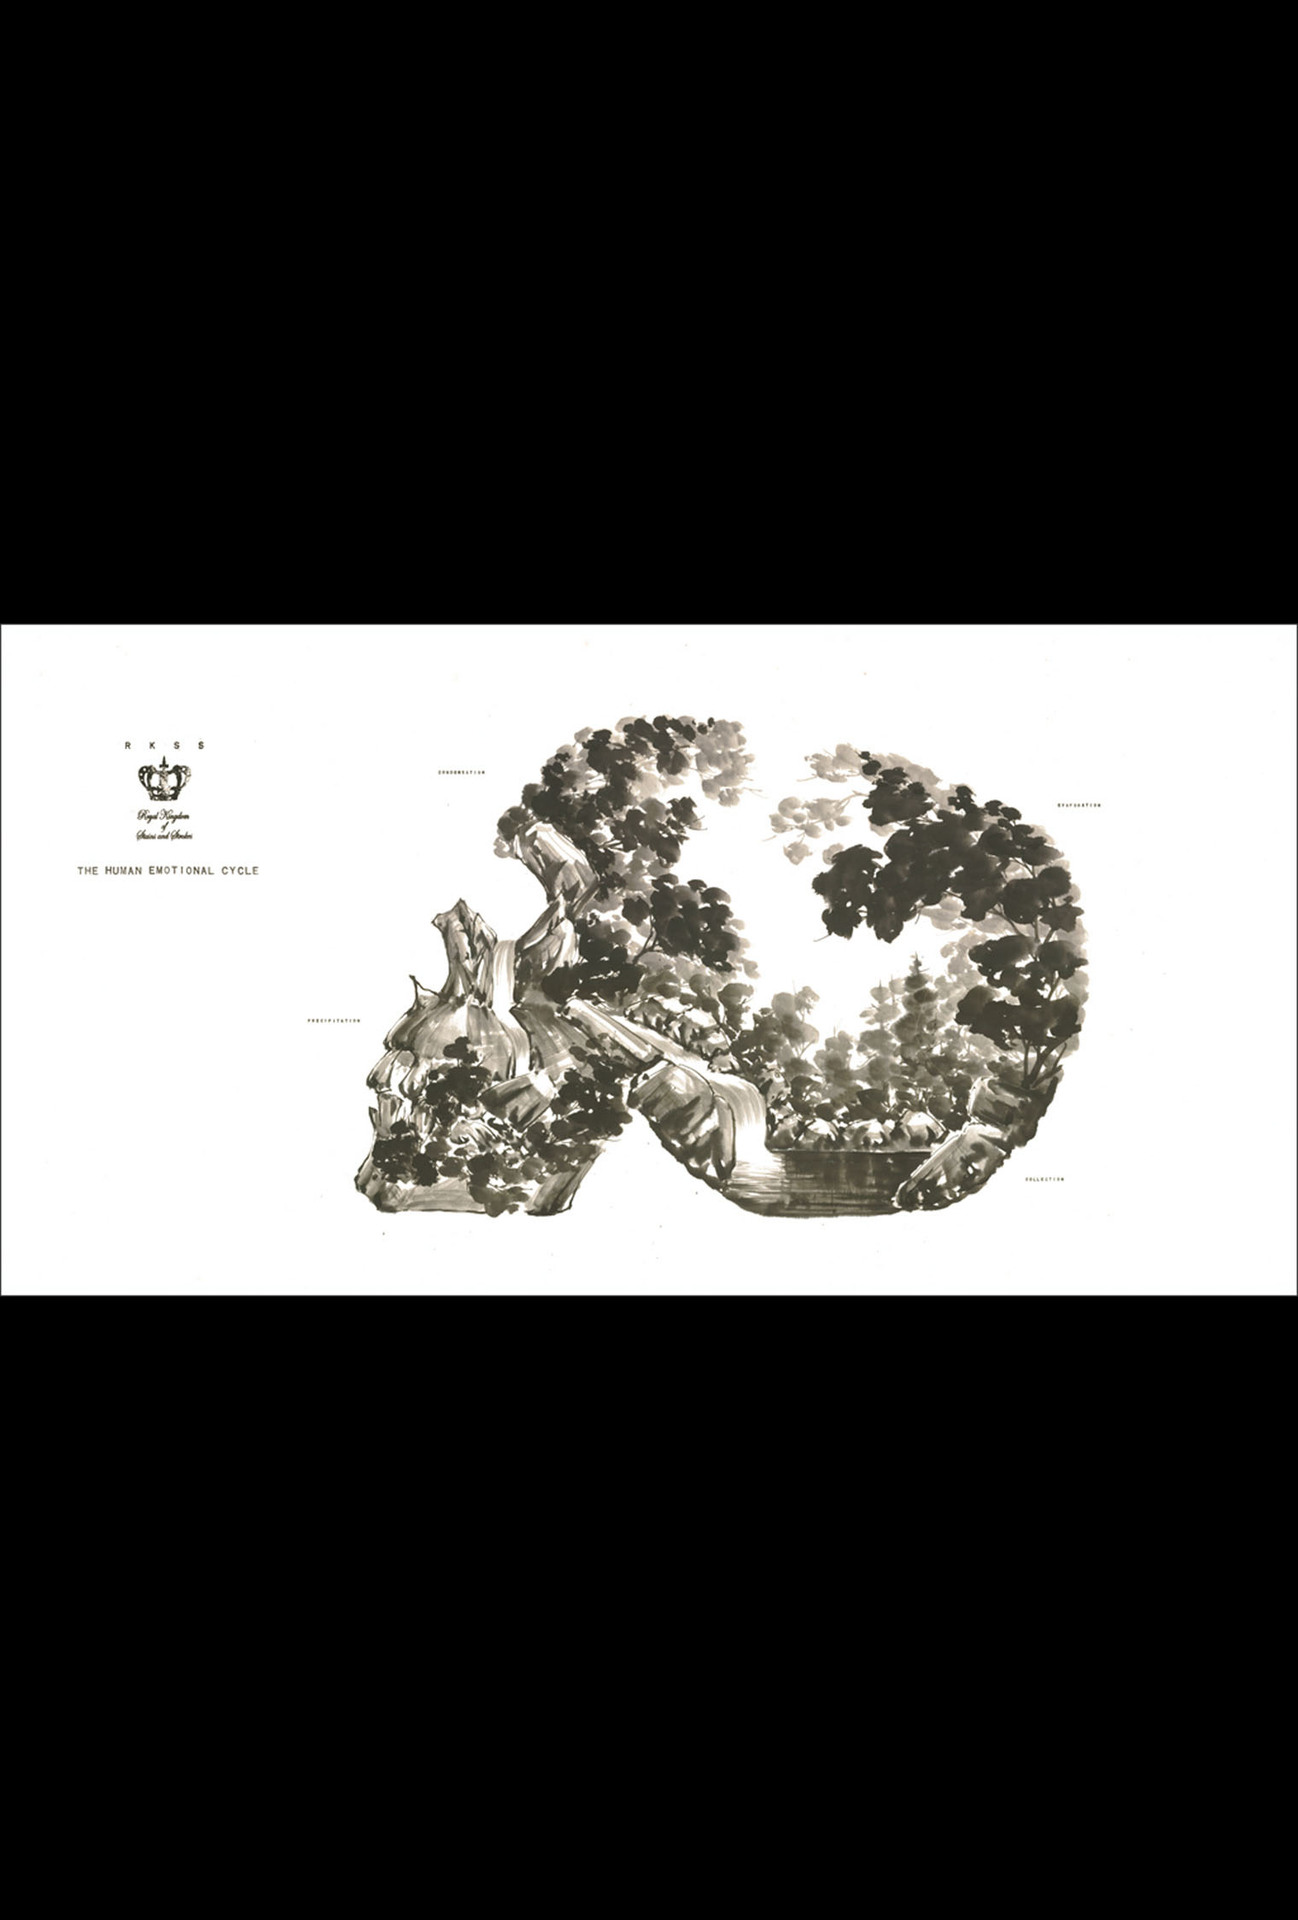 R K S S
Royal Kingdom
of
Stains and Strokes
THE HUMAN EMOTIONAL CYCLE
CONDENSATION
EVAPORATION
PRECIPITATION
COLLECTION